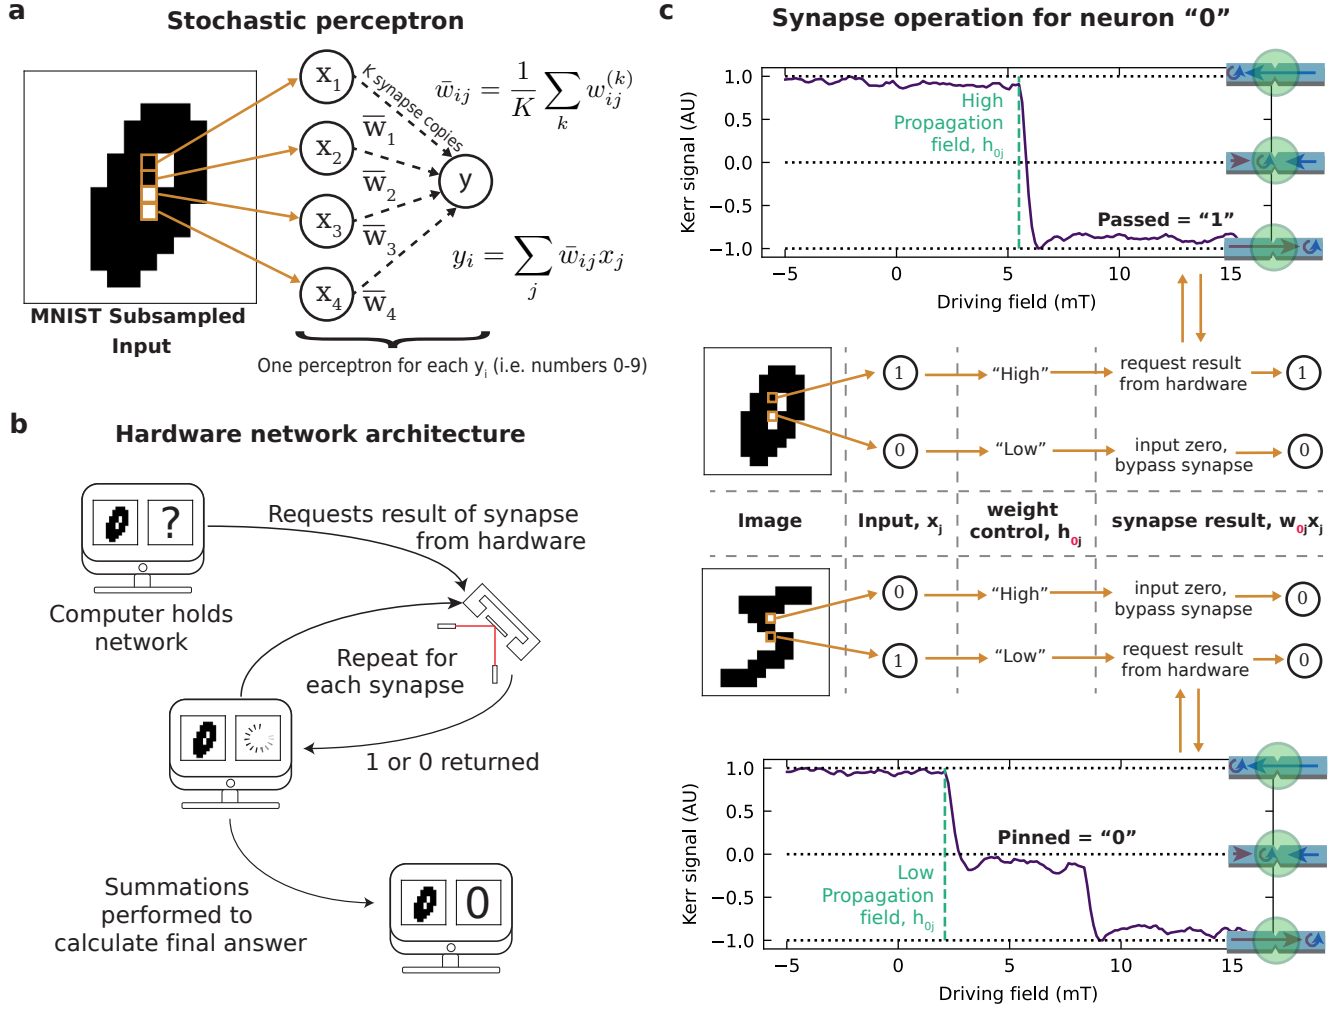 a
Stochastic perceptron
x1
x2
x3
x4
K synapse copies
w̅1
w̅2
w̅3
w̅4
y
w̄ij = 1/K ∑k wij(k)
yi = ∑j w̄ij xj
MNIST Subsampled
Input
One perceptron for each yi (i.e. numbers 0-9)
b
Hardware network architecture
?
Requests result of synapse
from hardware
Computer holds
network
Repeat for
each synapse
1 or 0 returned
Summations
performed to
calculate final answer
0
c
Synapse operation for neuron “0”
Kerr signal (AU)
1.0
0.5
0.0
−0.5
−1.0
High
Propagation
field, h0j
Passed = “1”
−5 0 5 10 15
Driving field (mT)
1 “High” request result
from hardware 1
0 “Low” input zero,
bypass synapse 0
Image
Input, xj
weight
control, h0j
synapse result, w0jxj
0 “High” input zero,
bypass synapse 0
1 “Low” request result
from hardware 0
Kerr signal (AU)
1.0
0.5
0.0
−0.5
−1.0
Pinned = “0”
Low
Propagation
field, h0j
−5 0 5 10 15
Driving field (mT)